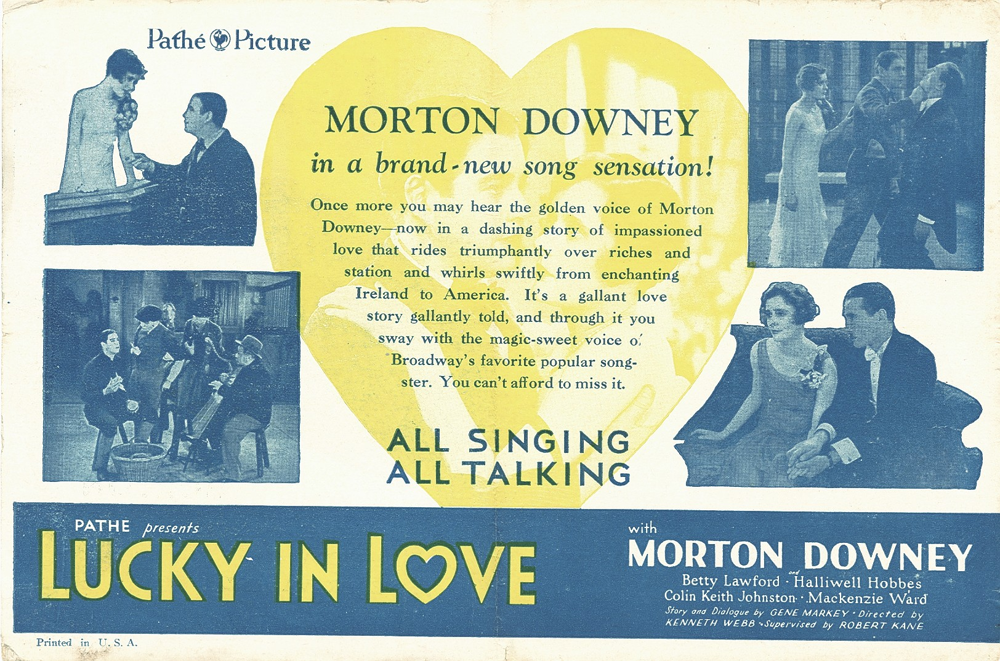 Pathé Picture
MORTON DOWNEY
in a brand-new song sensation!
Once more you may hear the golden voice of Morton
Downey—now in a dashing story of impassioned
love that rides triumphantly over riches and
station and whirls swiftly from enchanting
Ireland to America. It's a gallant love
story gallantly told, and through it you
sway with the magic-sweet voice of
Broadway's favorite popular song-
ster. You can't afford to miss it.
ALL SINGING
ALL TALKING
PATHE presents
LUCKY IN LOVE
with
MORTON DOWNEY
and
Betty Lawford · Halliwell Hobbes
Colin Keith Johnston · · Mackenzie Ward
Story and Dialogue by GENE MARKEY · Directed by
KENNETH WEBB · Supervised by ROBERT KANE
Printed in U. S. A.